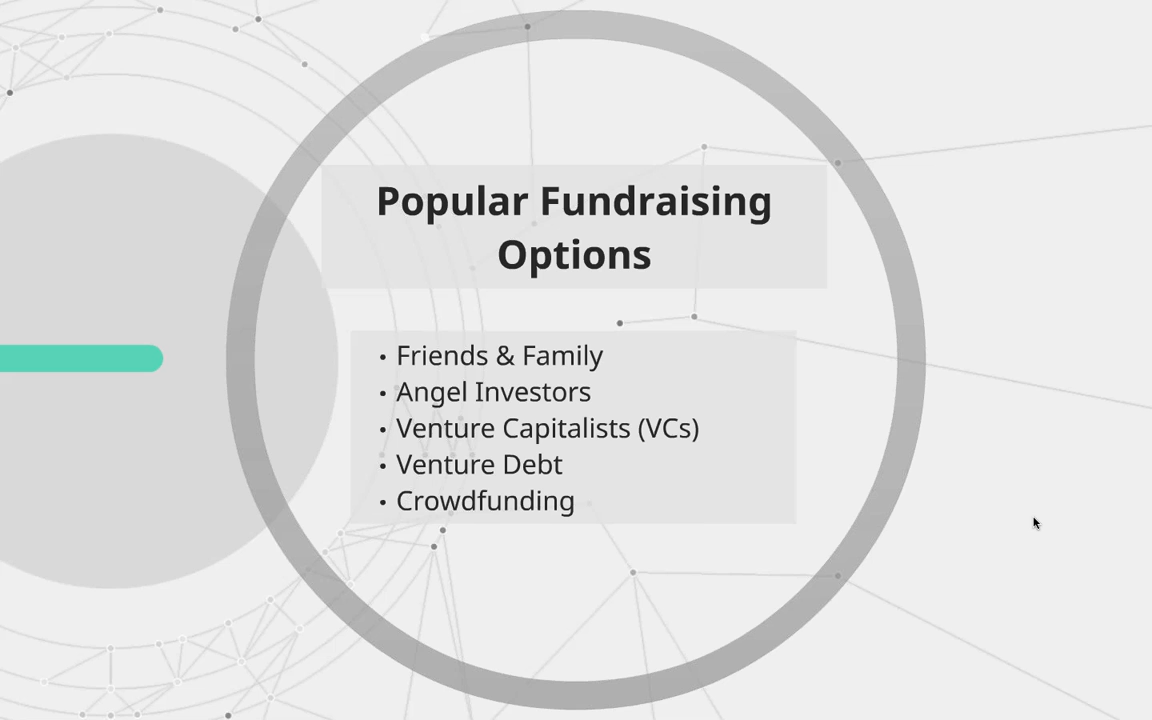 Popular Fundraising
Options
• Friends & Family
• Angel Investors
• Venture Capitalists (VCs)
• Venture Debt
• Crowdfunding